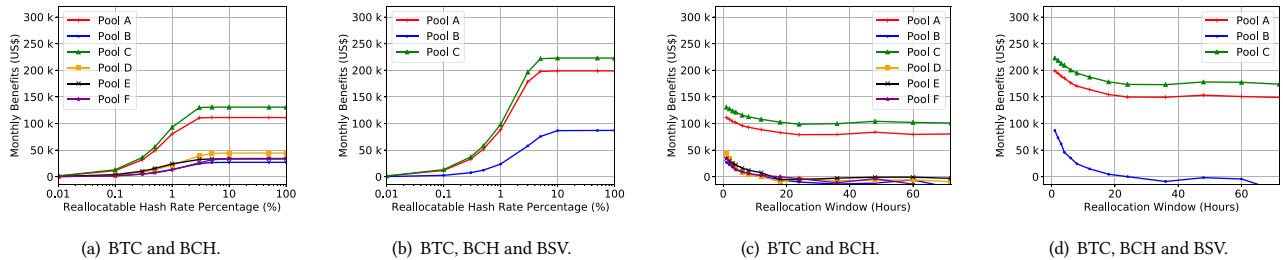 300 k
250 k
200 k
150 k
100 k
50 k
0
Monthly Benefits (US$)
Pool A
Pool B
Pool C
Pool D
Pool E
Pool F
0.01 0.1 1.0 10 100
Reallocatable Hash Rate Percentage (%)
(a) BTC and BCH.
300 k
250 k
200 k
150 k
100 k
50 k
0
Monthly Benefits (US$)
Pool A
Pool B
Pool C
0.01 0.1 1.0 10 100
Reallocatable Hash Rate Percentage (%)
(b) BTC, BCH and BSV.
300 k
250 k
200 k
150 k
100 k
50 k
0
Monthly Benefits (US$)
Pool A
Pool B
Pool C
Pool D
Pool E
Pool F
0 20 40 60
Reallocation Window (Hours)
(c) BTC and BCH.
300 k
250 k
200 k
150 k
100 k
50 k
0
Monthly Benefits (US$)
Pool A
Pool B
Pool C
0 20 40 60
Reallocation Window (Hours)
(d) BTC, BCH and BSV.